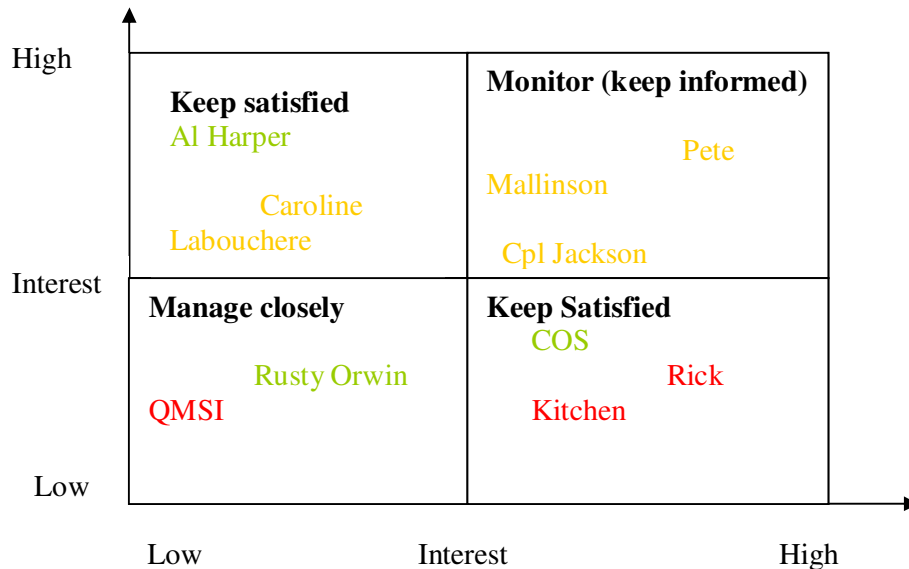 High
Keep satisfied
Al Harper
Caroline
Labouchere
Monitor (keep informed)
Pete
Mallinson
Cpl Jackson
Interest
Manage closely
Rusty Orwin
QMSI
Keep Satisfied
COS
Rick
Kitchen
Low
Low Interest High